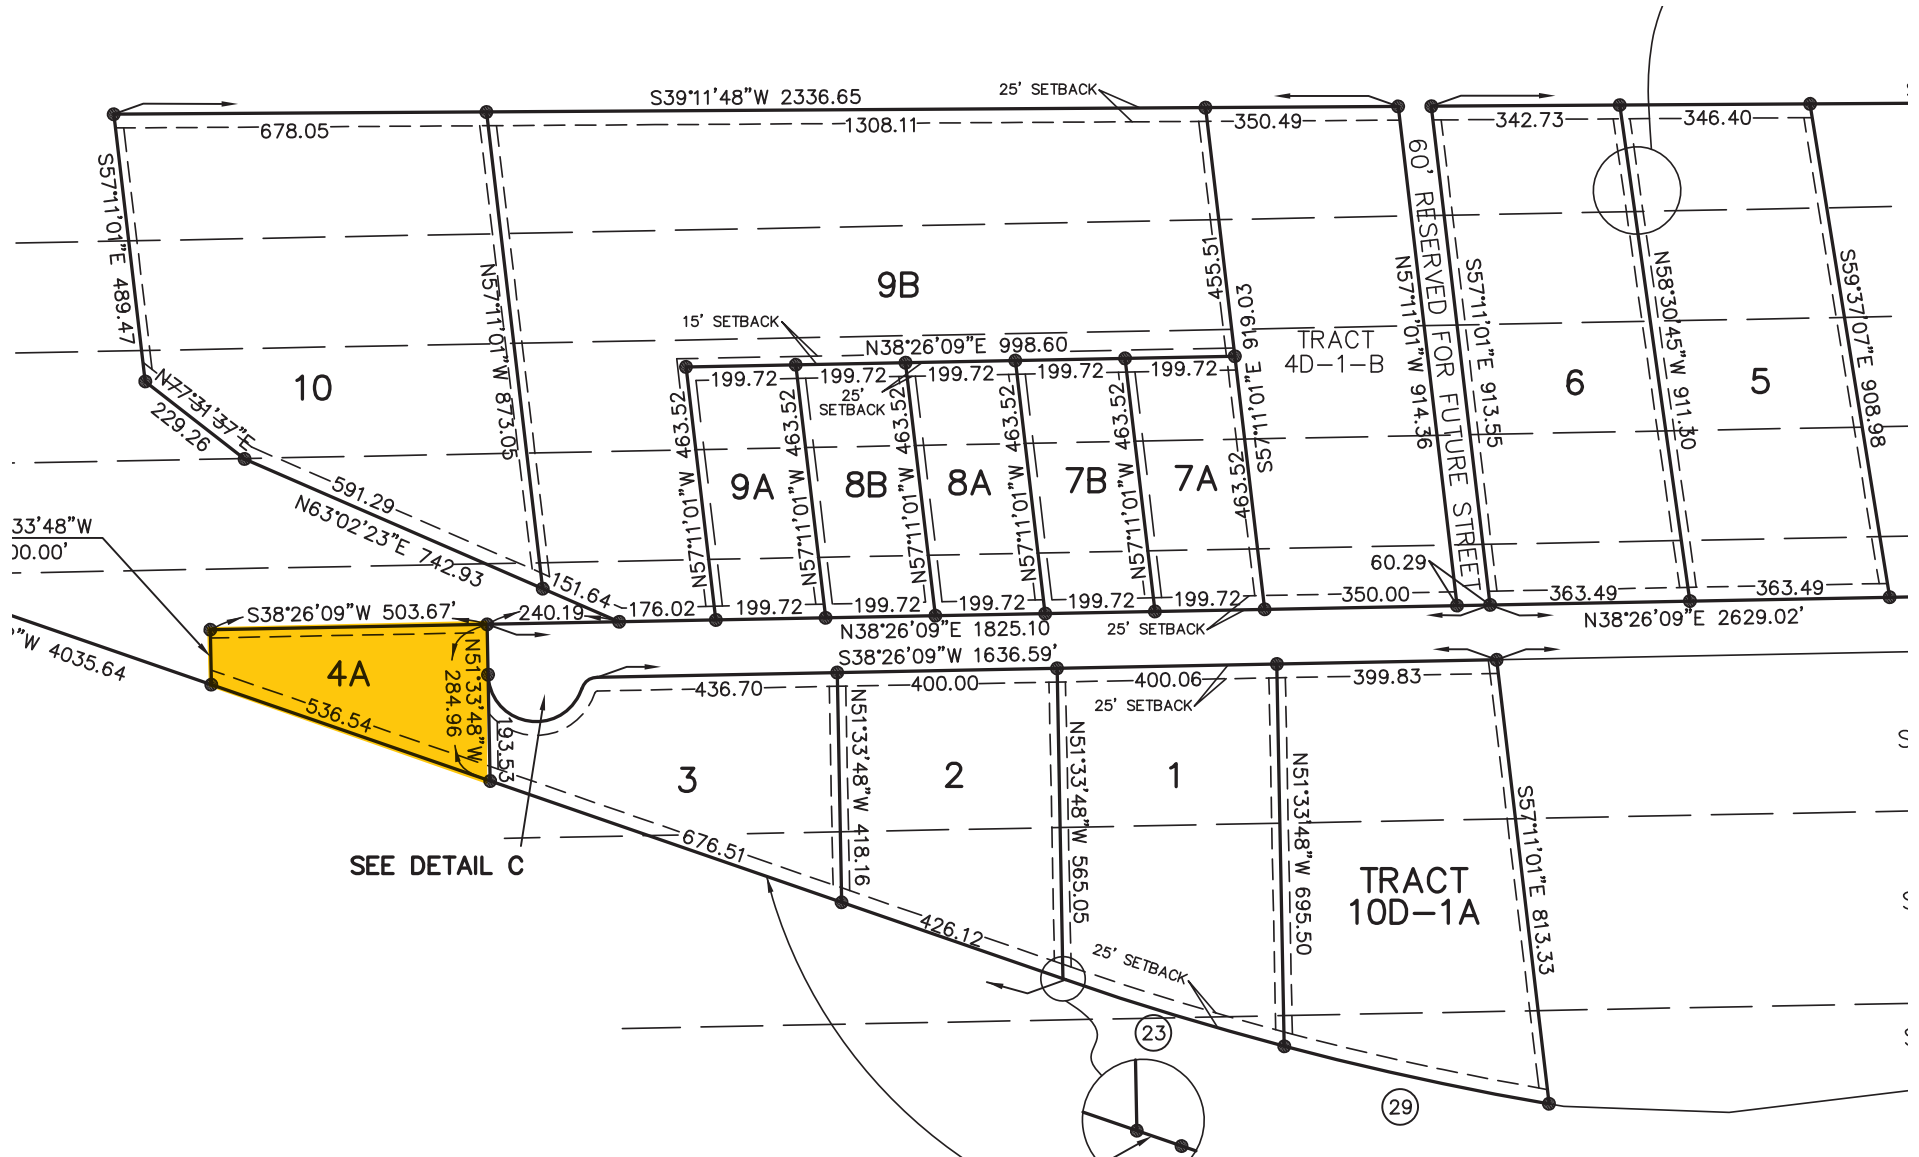 S39°11'48"W 2336.65
25' SETBACK
678.05
1308.11
350.49
342.73
346.40
S57°11'01"E 489.47
N57°11'01"W 873.05
455.51
S57°11'01"E 919.03
60' RESERVED FOR FUTURE STREET
N57°11'01"W 914.36
S57°11'01"E 913.55
N58°30'45"W 911.30
S59°37'07"E 908.98
9B
15' SETBACK
N38°26'09"E 998.60
TRACT
4D-1-B
10
6
5
199.72
199.72
199.72
199.72
199.72
25'
SETBACK
N77°31'37"E
229.26
N57°11'01"W 463.52
N57°11'01"W 463.52
N57°11'01"W 463.52
N57°11'01"W 463.52
N57°11'01"W 463.52
463.52
9A
8B
8A
7B
7A
591.29
N63°02'23"E 742.93
33'48"W
00.00'
151.64
60.29
S38°26'09"W 503.67'
240.19
176.02
199.72
199.72
199.72
199.72
199.72
350.00
363.49
363.49
N38°26'09"E 1825.10
25' SETBACK
N38°26'09"E 2629.02'
"W 4035.64
4A
N51°33'48"W
284.96
193.53
536.54
S38°26'09"W 1636.59'
436.70
400.00
400.06
399.83
25' SETBACK
3
2
1
N51°33'48"W 418.16
N51°33'48"W 565.05
N51°33'48"W 695.50
S57°11'01"E 813.33
SEE DETAIL C
676.51
TRACT
10D-1A
426.12
25' SETBACK
23
29